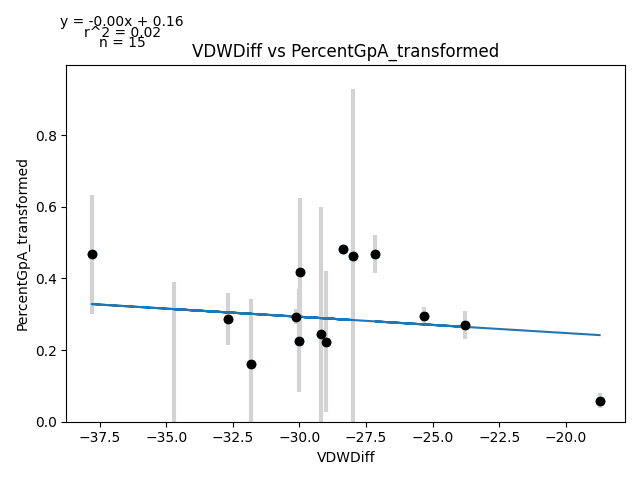 y = -0.00x + 0.16
r^2 = 0.02
n = 15
VDWDiff vs PercentGpA_transformed
PercentGpA_transformed
0.8
0.6
0.4
0.2
0.0
−37.5 −35.0 −32.5 −30.0 −27.5 −25.0 −22.5 −20.0
VDWDiff